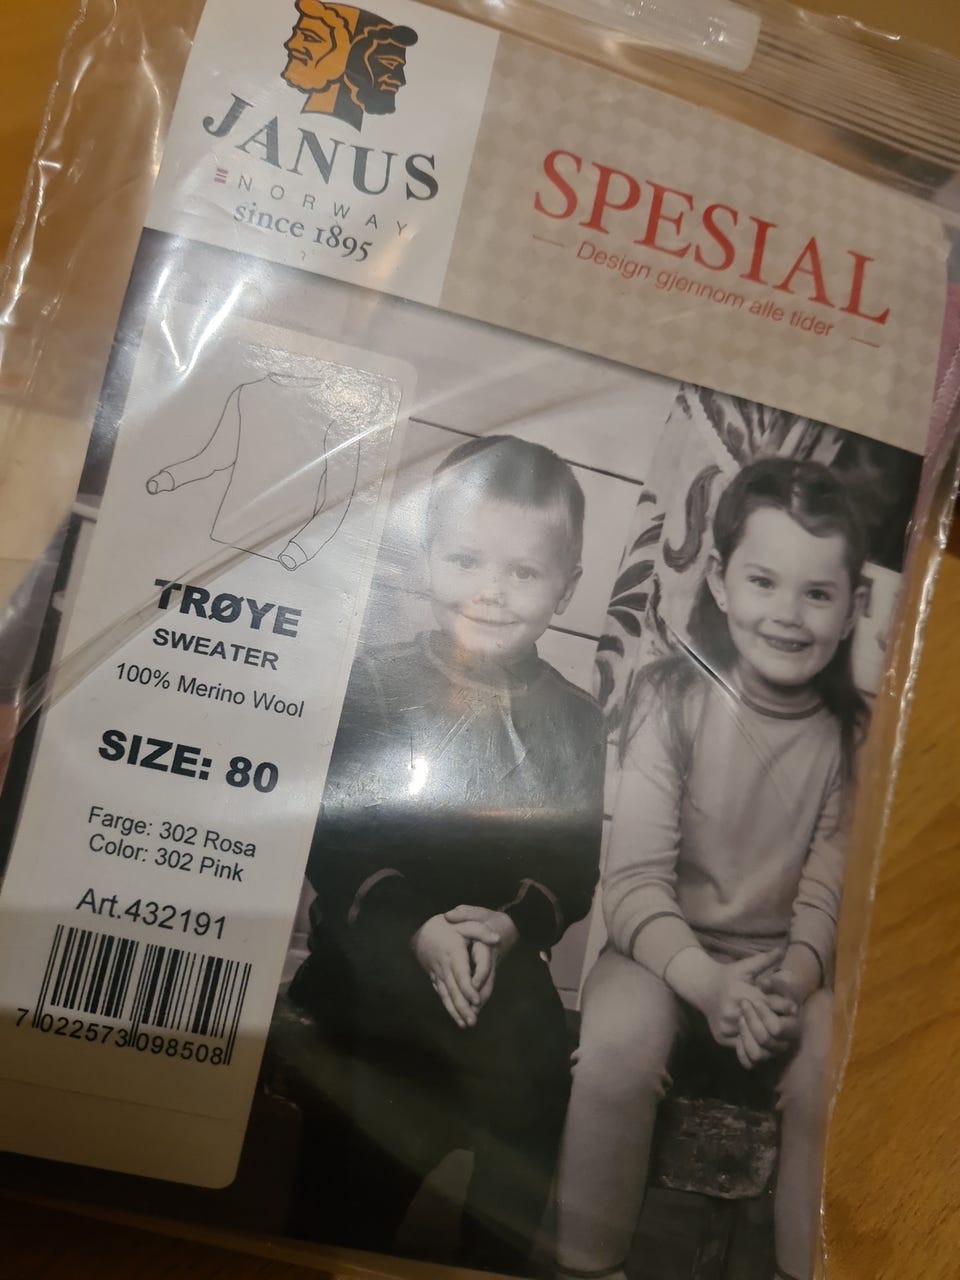 JANUS
NORWAY
since 1895
SPESIAL
Design gjennom alle tider
TRØYE
SWEATER
100% Merino Wool
SIZE: 80
Farge: 302 Rosa
Color: 302 Pink
Art.432191
7 022573 098508